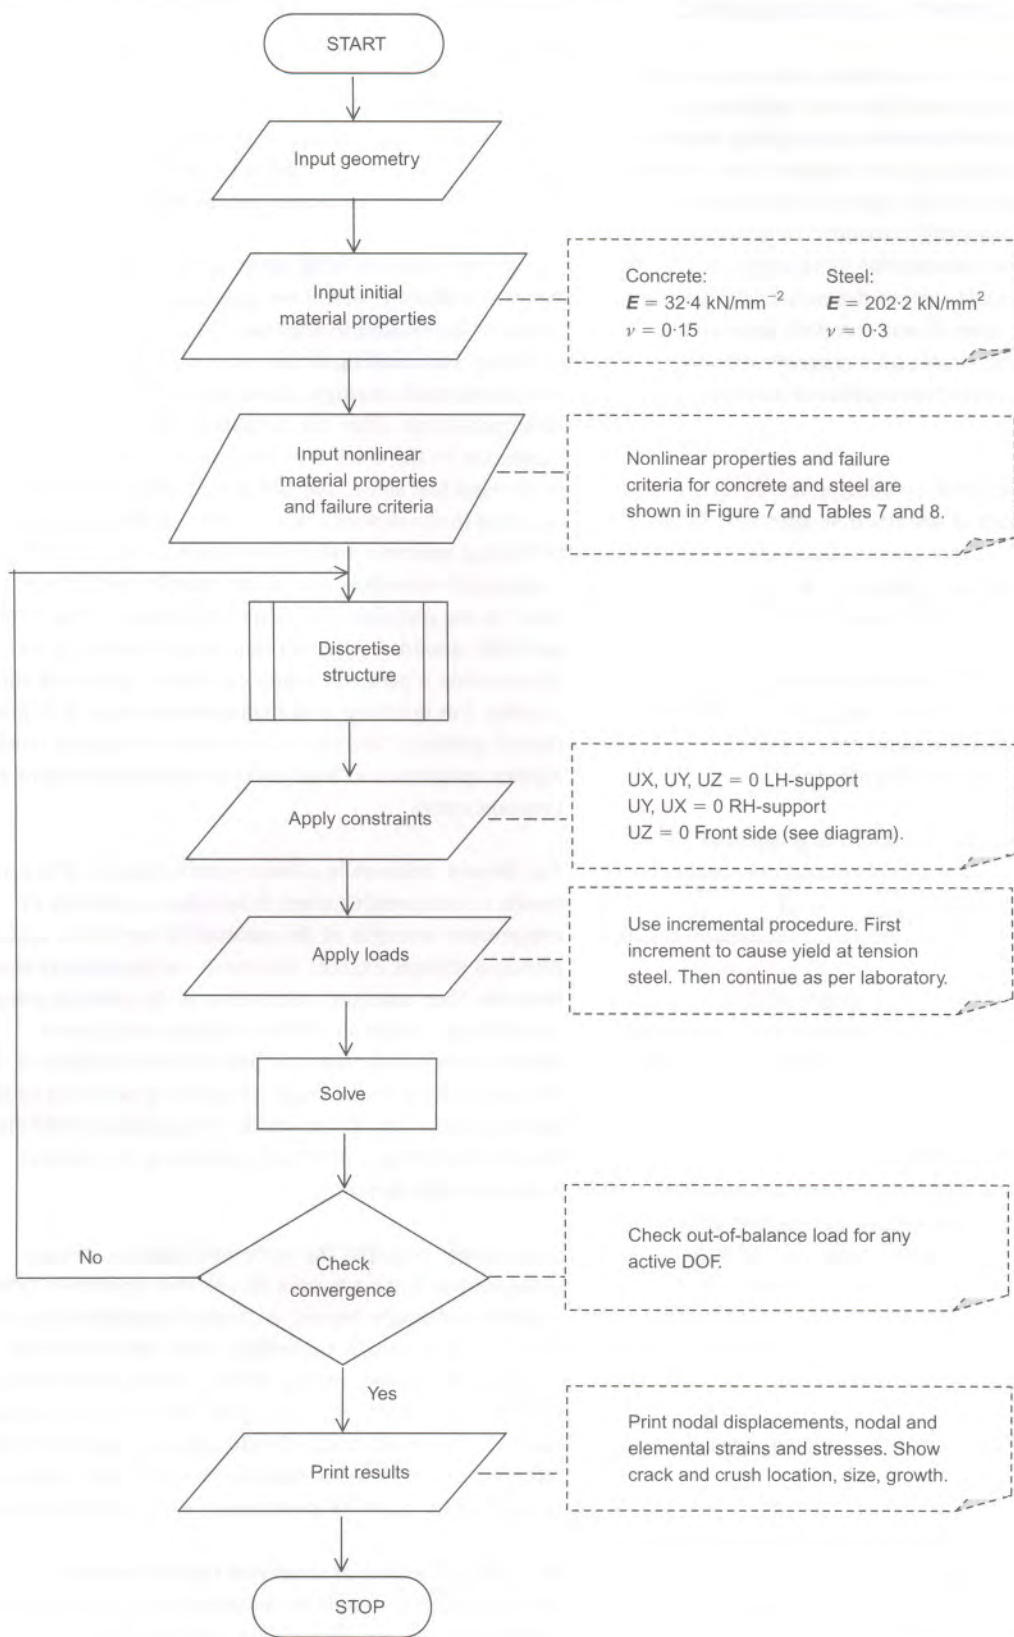 START
Input geometry
Input initial
material properties
Concrete:
E = 32·4 kN/mm⁻²
ν = 0·15
Steel:
E = 202·2 kN/mm²
ν = 0·3
Input nonlinear
material properties
and failure criteria
Nonlinear properties and failure
criteria for concrete and steel are
shown in Figure 7 and Tables 7 and 8.
Discretise
structure
Apply constraints
UX, UY, UZ = 0 LH-support
UY, UX = 0 RH-support
UZ = 0 Front side (see diagram).
Apply loads
Use incremental procedure. First
increment to cause yield at tension
steel. Then continue as per laboratory.
Solve
No
Check
convergence
Check out-of-balance load for any
active DOF.
Yes
Print results
Print nodal displacements, nodal and
elemental strains and stresses. Show
crack and crush location, size, growth.
STOP